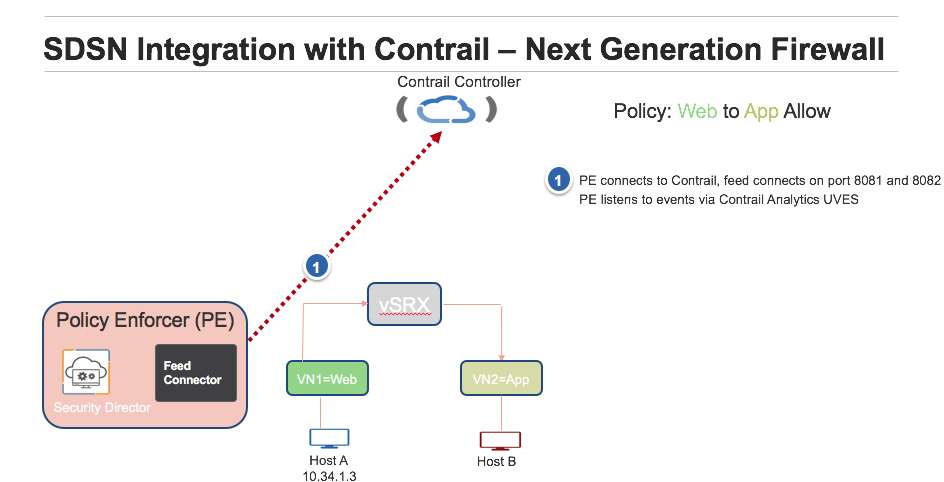 SDSN Integration with Contrail – Next Generation Firewall
Contrail Controller
Policy: Web to App Allow
1 PE connects to Contrail, feed connects on port 8081 and 8082
PE listens to events via Contrail Analytics UVES
1
vSRX
Policy Enforcer (PE)
Feed
Connector
Security Director
VN1=Web
VN2=App
Host A
10.34.1.3
Host B